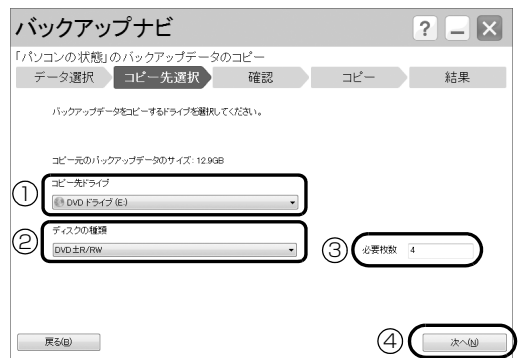 バックアップナビ
?
「パソコンの状態」のバックアップデータのコピー
データ選択 コピー先選択 確認 コピー 結果
バックアップデータをコピーするドライブを選択してください。
コピー元のバックアップデータのサイズ: 12.9GB
① コピー先ドライブ
DVD ドライブ (E:)
② ディスクの種類
DVD±R/RW
③ 必要枚数 4
戻る(B) ④ 次へ(N)